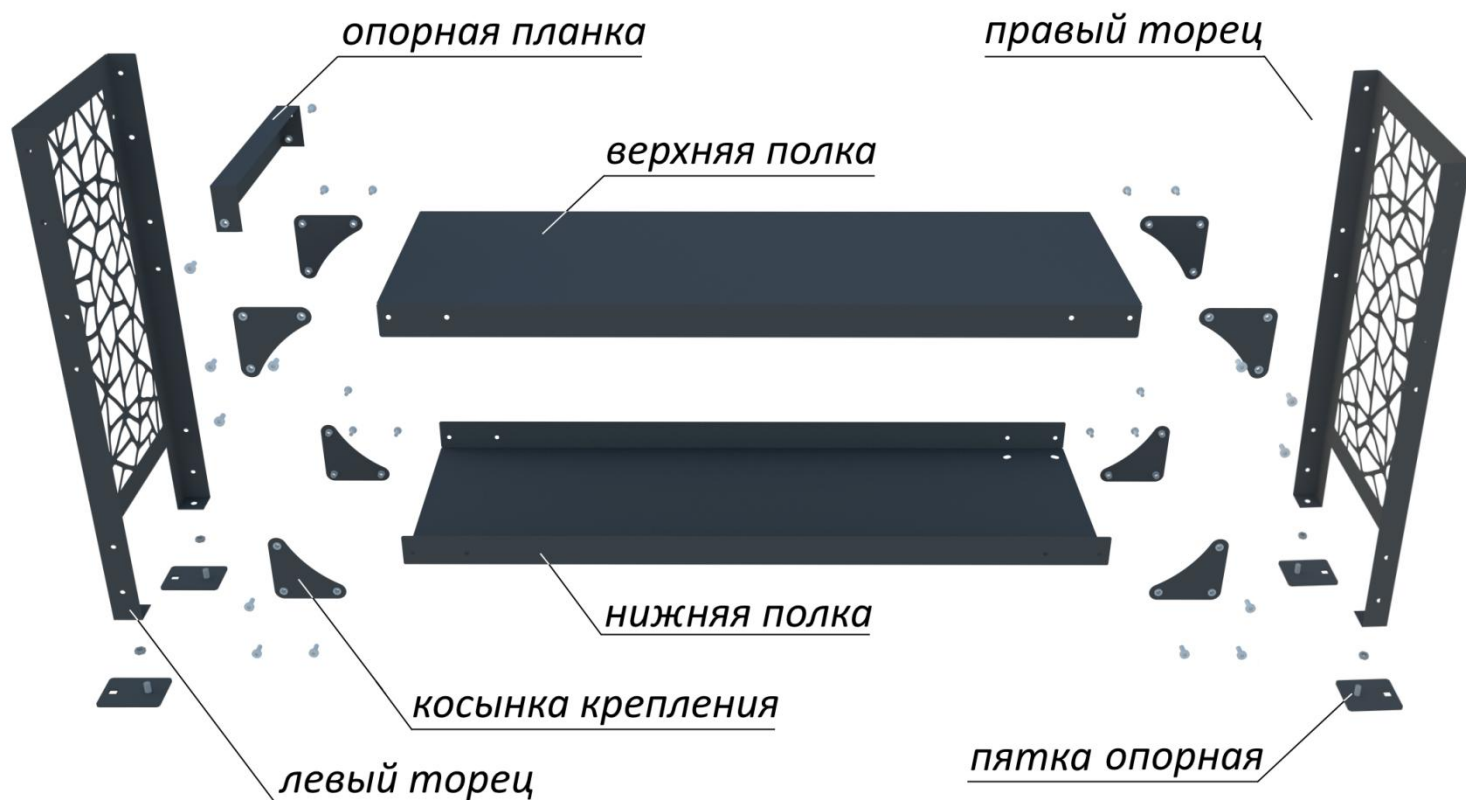 опорная планка
правый торец
верхняя полка
нижняя полка
косынка крепления
пятка опорная
левый торец